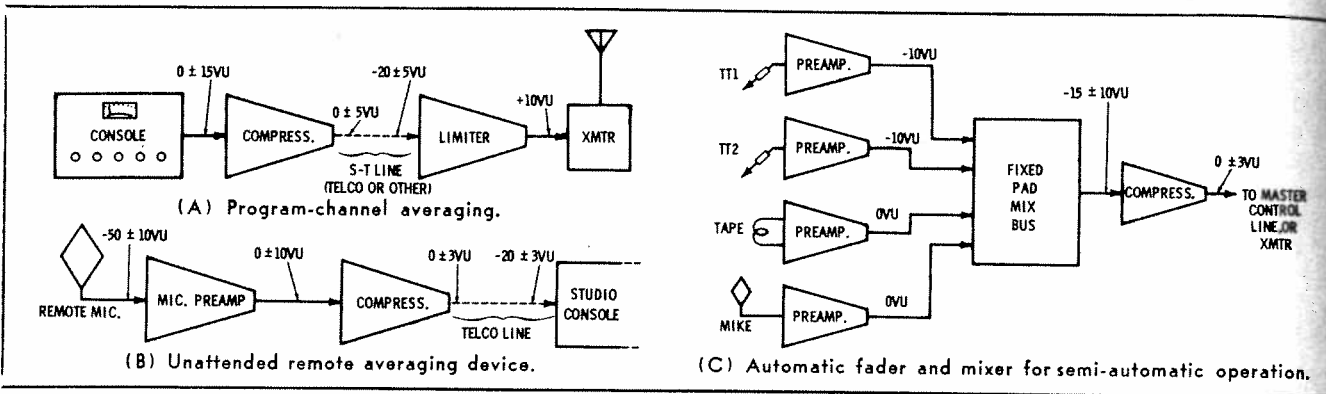 0 ± 15VU
CONSOLE
COMPRESS.
0 ± 5VU
-20 ± 5VU
S-T LINE
(TELCO OR OTHER)
LIMITER
+10VU
XMTR
(A) Program-channel averaging.
-50 ± 10VU
REMOTE MIC.
MIC. PREAMP
0 ± 10VU
COMPRESS.
0 ± 3VU
-20 ± 3VU
TELCO LINE
STUDIO
CONSOLE
(B) Unattended remote averaging device.
TT1
PREAMP.
-10VU
TT2
PREAMP.
-10VU
TAPE
PREAMP.
0VU
MIKE
PREAMP.
0VU
FIXED
PAD
MIX
BUS
-15 ± 10VU
COMPRESS.
0 ± 3VU
TO MASTER
CONTROL
LINE,OR
XMTR
(C) Automatic fader and mixer for semi-automatic operation.